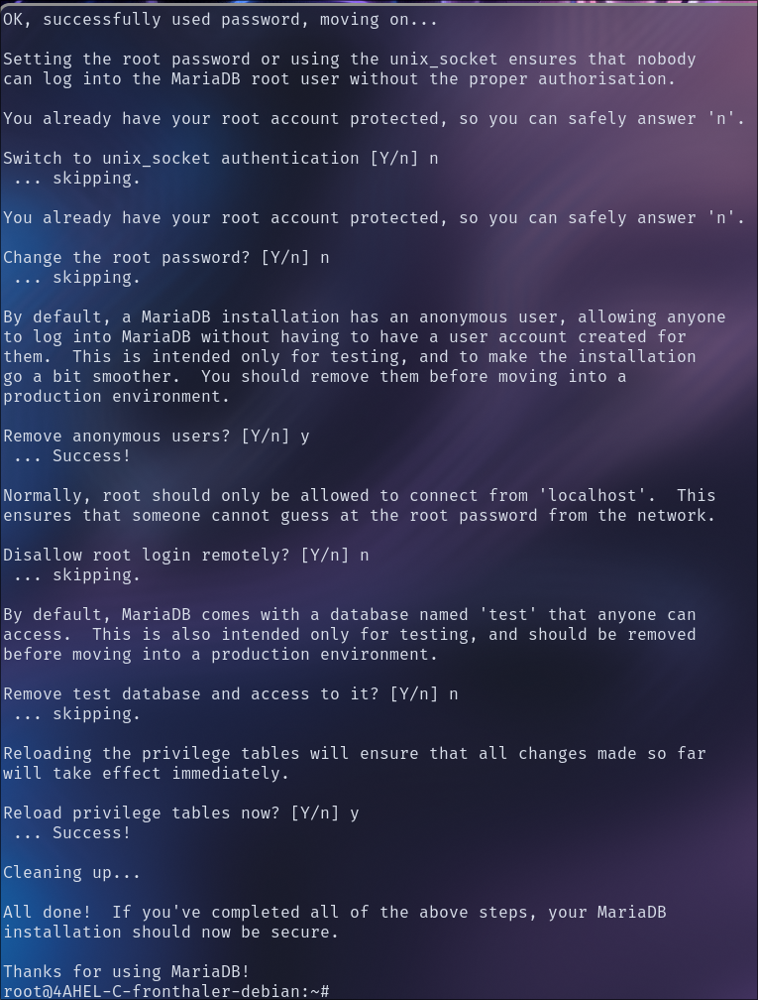 OK, successfully used password, moving on...
Setting the root password or using the unix_socket ensures that nobody
can log into the MariaDB root user without the proper authorisation.
You already have your root account protected, so you can safely answer 'n'.
Switch to unix_socket authentication [Y/n] n
 ... skipping.
You already have your root account protected, so you can safely answer 'n'.
Change the root password? [Y/n] n
 ... skipping.
By default, a MariaDB installation has an anonymous user, allowing anyone
to log into MariaDB without having to have a user account created for
them.  This is intended only for testing, and to make the installation
go a bit smoother.  You should remove them before moving into a
production environment.
Remove anonymous users? [Y/n] y
 ... Success!
Normally, root should only be allowed to connect from 'localhost'.  This
ensures that someone cannot guess at the root password from the network.
Disallow root login remotely? [Y/n] n
 ... skipping.
By default, MariaDB comes with a database named 'test' that anyone can
access.  This is also intended only for testing, and should be removed
before moving into a production environment.
Remove test database and access to it? [Y/n] n
 ... skipping.
Reloading the privilege tables will ensure that all changes made so far
will take effect immediately.
Reload privilege tables now? [Y/n] y
 ... Success!
Cleaning up...
All done!  If you've completed all of the above steps, your MariaDB
installation should now be secure.
Thanks for using MariaDB!
root@4AHEL-C-fronthaler-debian:~#